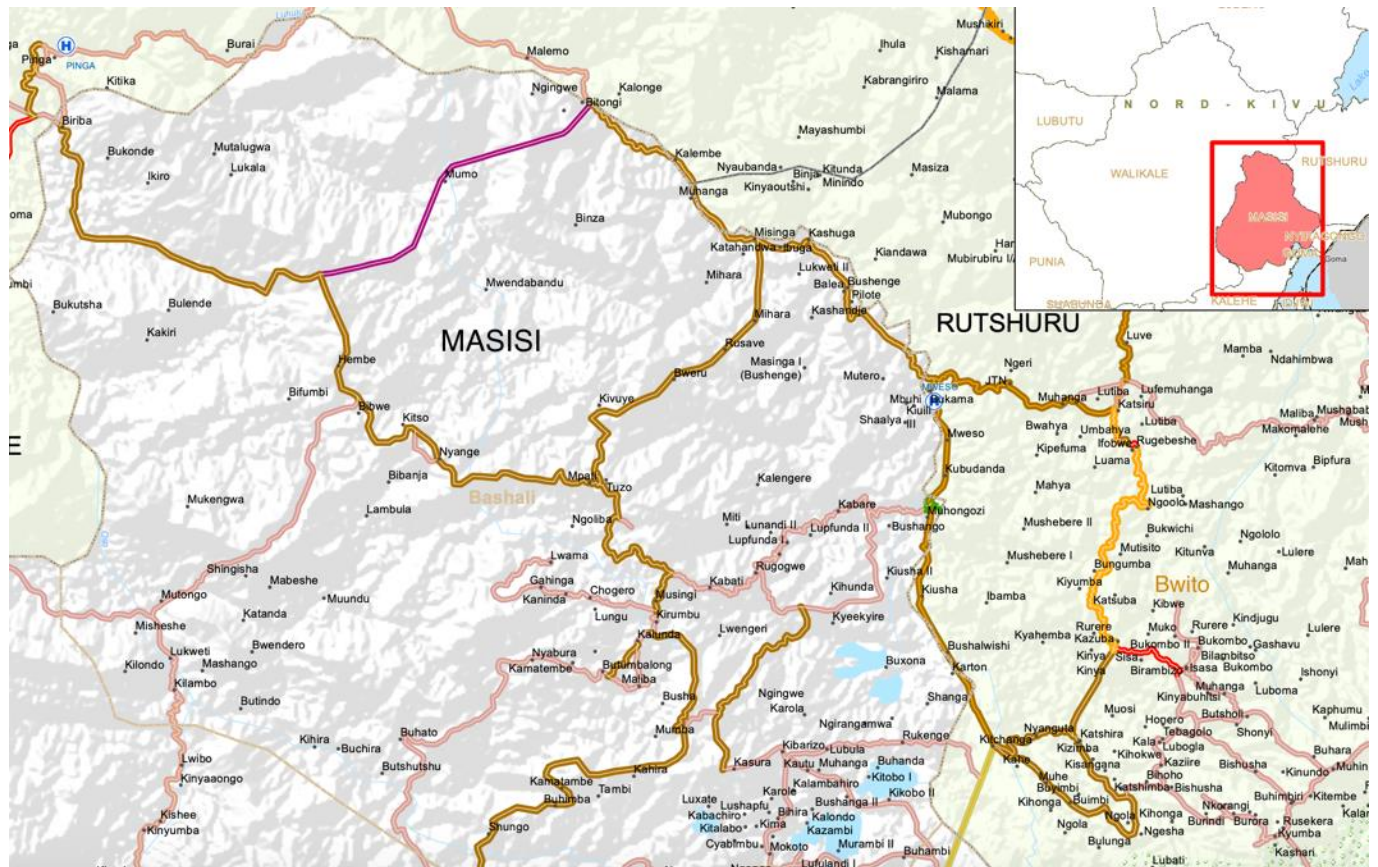 Mushikiri
Burai
Malemo
Ihula
Kishamari
Pinga
H
PINGA
Kitika
Ngingwe
Kalonge
Bitongi
Kabrangiriro
Malama
Biriba
Mayashumbi
Bukonde
Mutalugwa
Lukala
Ikiro
Mumo
Kalembe
Nyaubanda
Kitunda
Binja
Minindo
Kinyaoutshi
Masiza
Muhanga
Binza
Mubongo
Misinga
Kashuga
Katahandwa
Ibuga
Kiandawa
Mubirubiru I/
Lukweti II
Mihara
Bushenge
Balea
Pilote
Mwendabandu
Bukutsha
Bulende
Kakiri
Mihara
Kashandje
MASISI
RUTSHURU
NORD-KIVU
LUBUTU
WALIKALE
RUTSHURU
MASISI
PUNIA
Goma
SHABUNDA
KALEHE
Luve
Rusave
Masinga I
(Bushenge)
Mutero
Ngeri
JTN
Mamba
Ndahimbwa
Hembe
Bweru
Bifumbi
Kivuye
MWESO
H
Mbuhi
Bukama
Shaalya
III
Muhanga
Lutiba
Lufemuhanga
Katsiru
Bibwe
Kitso
Mweso
Bwahya
Umbahya
Lutiba
Maliba
Makomalehe
Nyange
Kipefuma
Ifobwe
Rugebeshe
Luama
Kitomva
Bipfura
Bibanja
Mpati
Tuzo
Bashali
Kalengere
Kubudanda
Mahya
Lutiba
Mashango
Ngoolo
Mukengwa
Lambula
Ngoliba
Miti
Lunandi II
Kabare
Lupfunda I
Lupfunda II
Bushango
Muhongozi
Mushebere II
Bukwichi
Ngololo
Lwama
Rugogwe
Mushebere I
Mutisito
Kitunva
Lulere
Shingisha
Mabeshe
Gahinga
Chogero
Kabati
Kiusha II
Bungumba
Muhanga
Mutongo
Muundu
Kaninda
Musingi
Kihunda
Kiusha
Kiyumba
Bwito
Katanda
Lungu
Kirumbu
Ibamba
Katsuba
Kibwe
Misheshe
Kyeekyire
Kindjugu
Lwengeri
Kalunda
Rurere
Muko
Rurere
Lulere
Bwendero
Kyahemba
Kazuba
Bukombo II
Bukombo
Gashavu
Lukweti
Mashango
Nyabura
Bushalwishi
Kinya
Sisa
Bilambitso
Kilondo
Kamatembe
Butumbalong
Buxona
Karton
Kinya
Birambizo
Isasa
Bukombo
Ishonyi
Kilambo
Maliba
Kinyabuhitsi
Muhanga
Luboma
Butindo
Busha
Ngingwe
Karola
Shanga
Muosi
Butsholi
Kaphumu
Ngirangamwa
Nyangula
Hogero
Shonyi
Mulimbi
Kihira
Buchira
Buhato
Mumba
Rukenge
Kitchanga
Katshira
Kala
Tebagolo
Lwibo
Kibarizo
Lubula
Kizimba
Kihokwe
Lubogla
Buhara
Butshutshu
Kahira
Kasura
Kautu
Muhanga
Buhanda
Kahe
Kisangana
Kaziire
Bishusha
Muhin
Kinyaaongo
Kamatambe
Kitobo I
Muhe
Bihoho
Kinundo
Kalambahiro
Buyimbi
Katshimba
Bishusha
Tambi
Buhimba
Karole
Kikobo II
Kihonga
Buimbi
Buhimbiri
Kitembe
Luxate
Lushapfu
Bushanga II
Nkorangi
Kishee
Kabachiro
Bihira
Kalondo
Ngola
Ngola
Kihonga
Burindi
Burora
Rusekera
Kinyumba
Shungo
Kitalabo
Kima
Kazambi
Ngesha
Kyumba
Cyabimbu
Mokoto
Murambi II
Bulunga
Kashari
Buhambi
Lubati
Lufulandi I